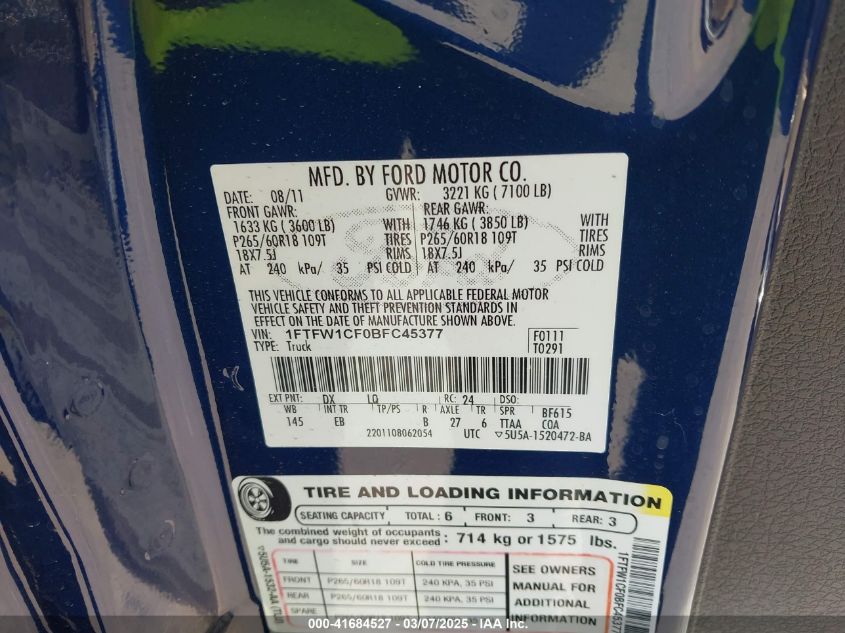 MFD. BY FORD MOTOR CO.
DATE: 08/11 GVWR: 3221 KG ( 7100 LB)
FRONT GAWR: REAR GAWR:
1633 KG ( 3600 LB) WITH 1746 KG ( 3850 LB) WITH
P265/60R18 109T TIRES P265/60R18 109T TIRES
18X7.5J RIMS 18X7.5J RIMS
AT 240 kPa/ 35 PSI COLD AT 240 kPa/ 35 PSI COLD
THIS VEHICLE CONFORMS TO ALL APPLICABLE FEDERAL MOTOR
VEHICLE SAFETY AND THEFT PREVENTION STANDARDS IN
EFFECT ON THE DATE OF MANUFACTURE SHOWN ABOVE.
VIN: 1FTFW1CF0BFC45377 F0111
TYPE: Truck T0291
EXT PNT: DX LQ RC: 24 DSO:
WB INT TR TP/PS R AXLE TR SPR BF615
145 EB B 27 6 TTAA COA
2201108062054 UTC ▽5U5A-1520472-BA
TIRE AND LOADING INFORMATION
SEATING CAPACITY TOTAL : 6 FRONT: 3 REAR: 3
The combined weight of occupants
and cargo should never exceed : 714 kg or 1575 lbs.
TIRE SIZE COLD TIRE PRESSURE
FRONT P265/60R18 109T 240 KPA, 35 PSI
REAR P265/60R18 109T 240 KPA, 35 PSI
SPARE
SEE OWNERS
MANUAL FOR
ADDITIONAL
INFORMATION
000-41684527 - 03/07/2025 -